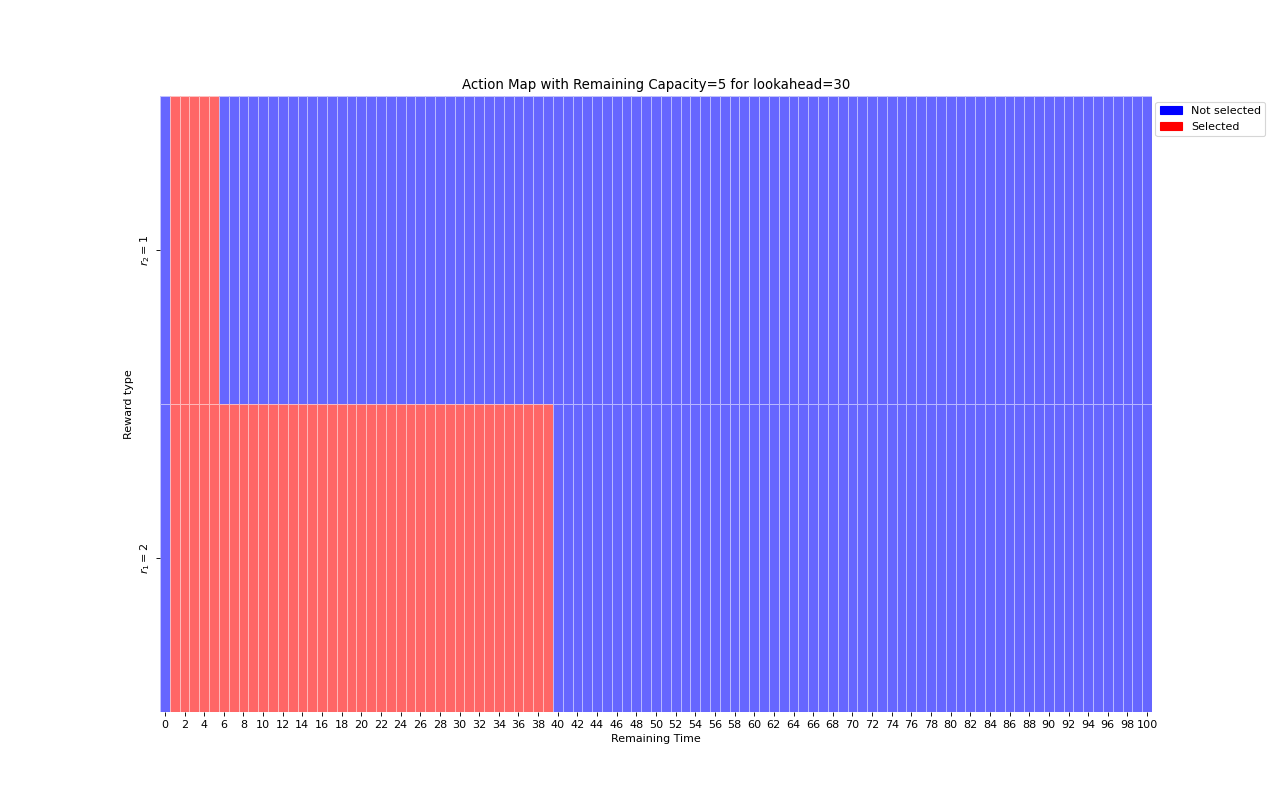 Action Map with Remaining Capacity=5 for lookahead=30
Not selected
Selected
r₂ = 1
Reward type
r₁ = 2
0 2 4 6 8 10 12 14 16 18 20 22 24 26 28 30 32 34 36 38 40 42 44 46 48 50 52 54 56 58 60 62 64 66 68 70 72 74 76 78 80 82 84 86 88 90 92 94 96 98 100
Remaining Time